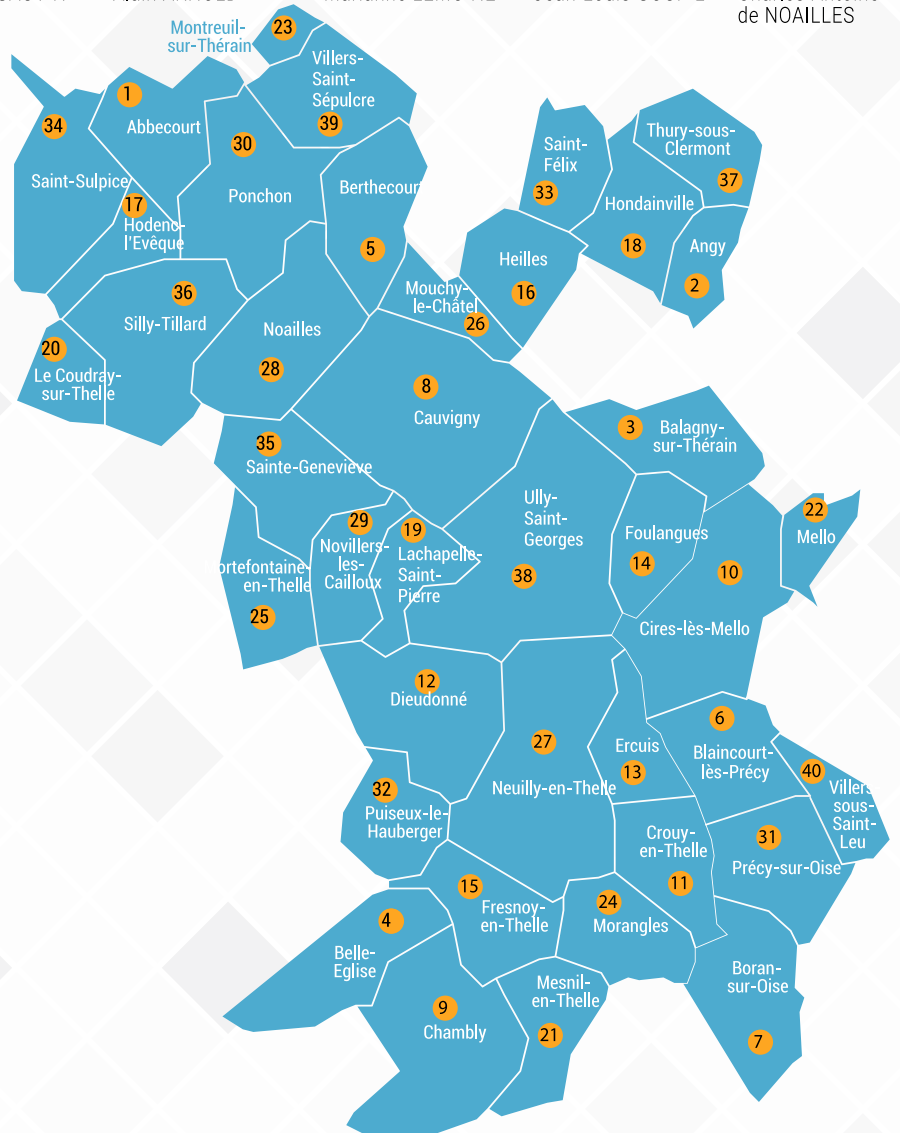 de NOAILLES
Montreuil-
sur-Thérain
23
Villers-
Saint-
Sépulcre
39
1
Abbecourt
34
Saint-Sulpice
30
Ponchon
17
Hodenc-
l'Evêque
Berthecour
5
Saint-
Félix
33
Thury-sous-
Clermont
37
Hondainville
18
Angy
2
Heilles
16
Mouchy-
le-Châtel
26
36
Silly-Tillard
Noailles
28
20
Le Coudray-
sur-Thelle
8
Cauvigny
3
Balagny-
sur-Thérain
35
Sainte-Geneviève
Ully-
Saint-
Georges
38
29
Novillers-
les-
Cailloux
19
Lachapelle-
Saint-
Pierre
Foulangues
14
22
Mello
10
Cires-lès-Mello
ortefontaine-
en-Thelle
25
12
Dieudonné
27
Neuilly-en-Thelle
Ercuis
13
6
Blaincourt-
lès-Précy
40
Villers
sous-
Saint-
Leu
32
Puiseux-le-
Hauberger
Crouy-
en-Thelle
11
31
Précy-sur-Oise
15
Fresnoy-
en-Thelle
24
Morangles
4
Belle-
Eglise
9
Chambly
Mesnil-
en-Thelle
21
Boran-
sur-Oise
7